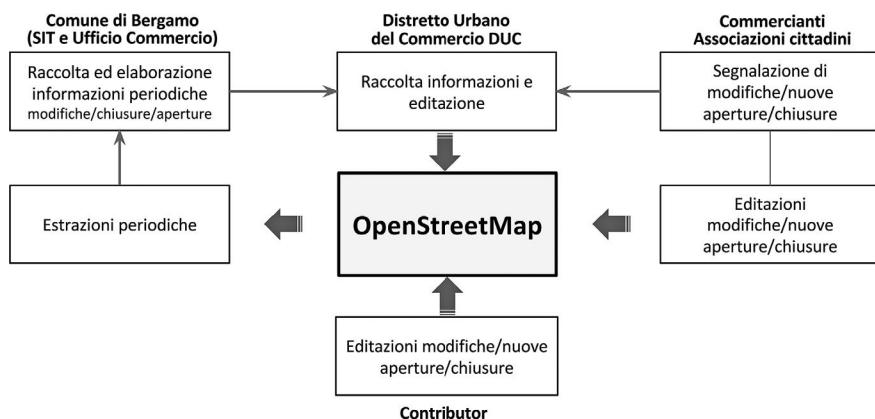 Comune di Bergamo
(SIT e Ufficio Commercio)
Distretto Urbano
del Commercio DUC
Commercianti
Associazioni cittadini
Raccolta ed elaborazione
informazioni periodiche
modifiche/chiusure/aperture
Raccolta informazioni e
editazione
Segnalazione di
modifiche/nuove
aperture/chiusure
Estrazioni periodiche
OpenStreetMap
Editazioni
modifiche/nuove
aperture/chiusure
Editazioni modifiche/nuove
aperture/chiusure
Contributor